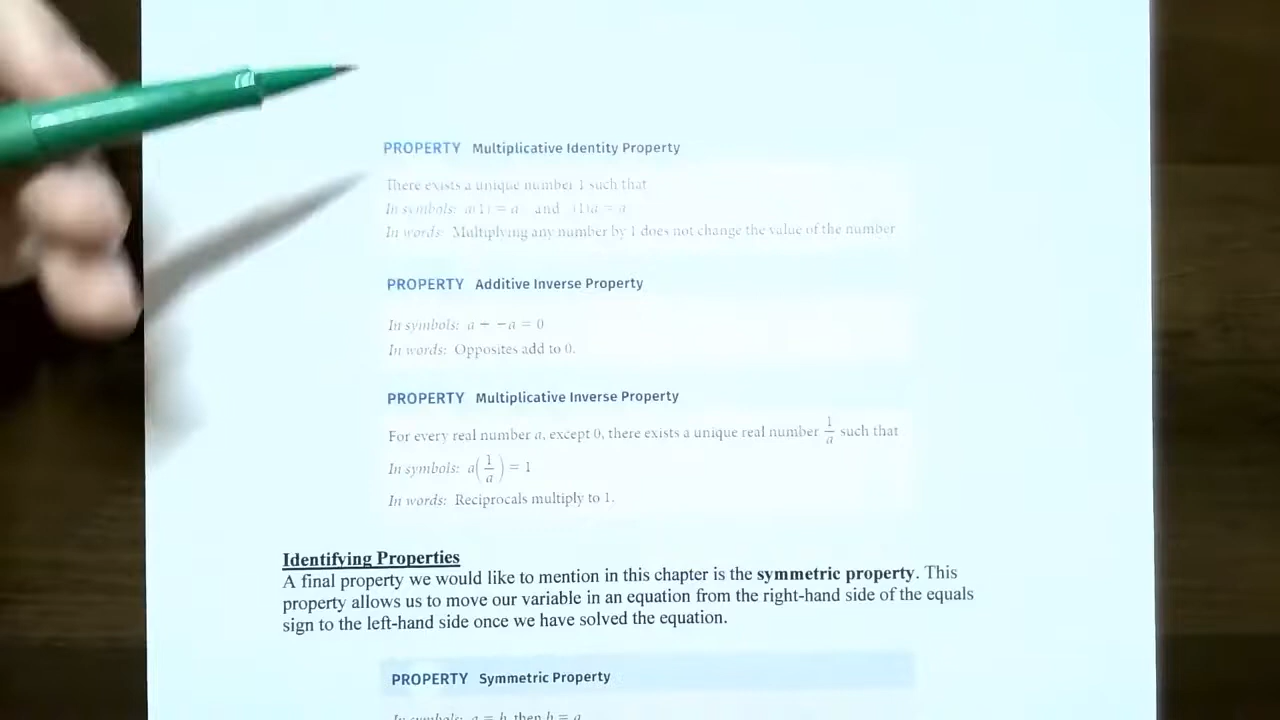 PROPERTY Multiplicative Identity Property
There exists a unique number 1 such that
In symbols: a(1) = a and (1)a = a
In words: Multiplying any number by 1 does not change the value of the number
PROPERTY Additive Inverse Property
In symbols: a − −a = 0
In words: Opposites add to 0.
PROPERTY Multiplicative Inverse Property
For every real number a, except 0, there exists a unique real number 1/a such that
In symbols: a(1/a) = 1
In words: Reciprocals multiply to 1.
Identifying Properties
A final property we would like to mention in this chapter is the symmetric property. This
property allows us to move our variable in an equation from the right-hand side of the equals
sign to the left-hand side once we have solved the equation.
PROPERTY Symmetric Property
In symbols: a = b then b = a